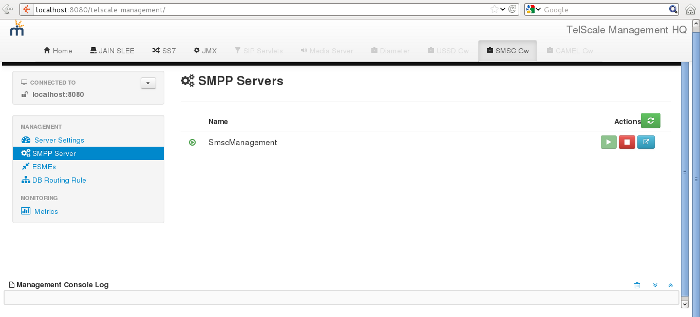 localhost:8080/telscale-management/
Google
TelScale Management HQ
Home
JAIN SLEE
SS7
JMX
SIP Servlets
Media Server
Diameter
USSD Gw
SMSC Gw
CAMEL Gw
CONNECTED TO
localhost:8080
MANAGEMENT
Server Settings
SMPP Server
ESMEs
DB Routing Rule
MONITORING
Metrics
SMPP Servers
Name
Actions
SmscManagement
Management Console Log